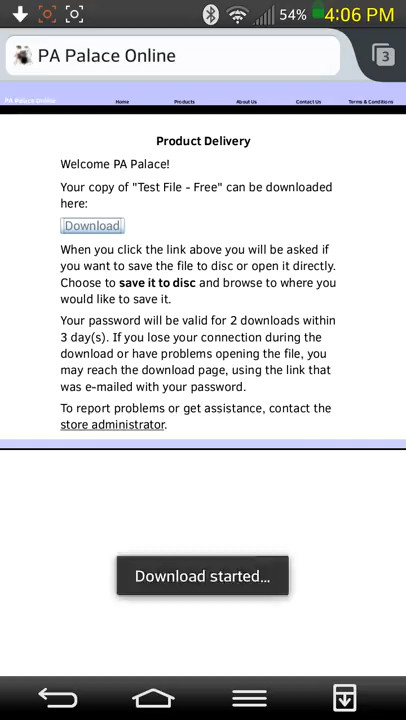 54% 4:06 PM
PA Palace Online
3
PA Palace Online Home Products About Us Contact Us Terms & Conditions
Product Delivery
Welcome PA Palace!
Your copy of "Test File - Free" can be downloaded
here:
Download
When you click the link above you will be asked if
you want to save the file to disc or open it directly.
Choose to save it to disc and browse to where you
would like to save it.
Your password will be valid for 2 downloads within
3 day(s). If you lose your connection during the
download or have problems opening the file, you
may reach the download page, using the link that
was e-mailed with your password.
To report problems or get assistance, contact the
store administrator.
Download started...